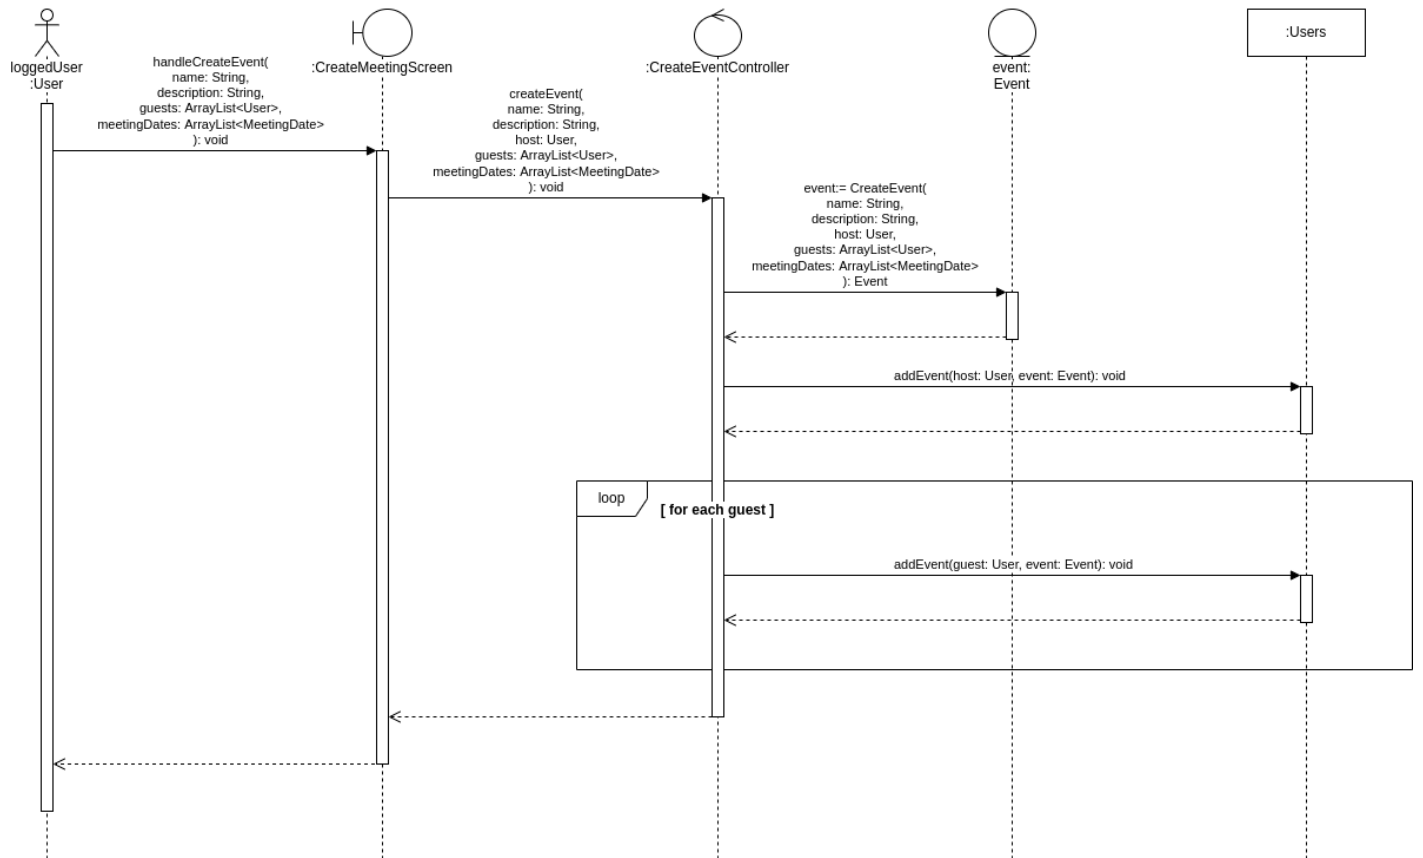 loggedUser
:User
:CreateMeetingScreen
:CreateEventController
event:
Event
:Users
handleCreateEvent(
name: String,
description: String,
guests: ArrayList<User>,
meetingDates: ArrayList<MeetingDate>
): void
createEvent(
name: String,
description: String,
host: User,
guests: ArrayList<User>,
meetingDates: ArrayList<MeetingDate>
): void
event:= CreateEvent(
name: String,
description: String,
host: User,
guests: ArrayList<User>,
meetingDates: ArrayList<MeetingDate>
): Event
addEvent(host: User, event: Event): void
loop
[ for each guest ]
addEvent(guest: User, event: Event): void